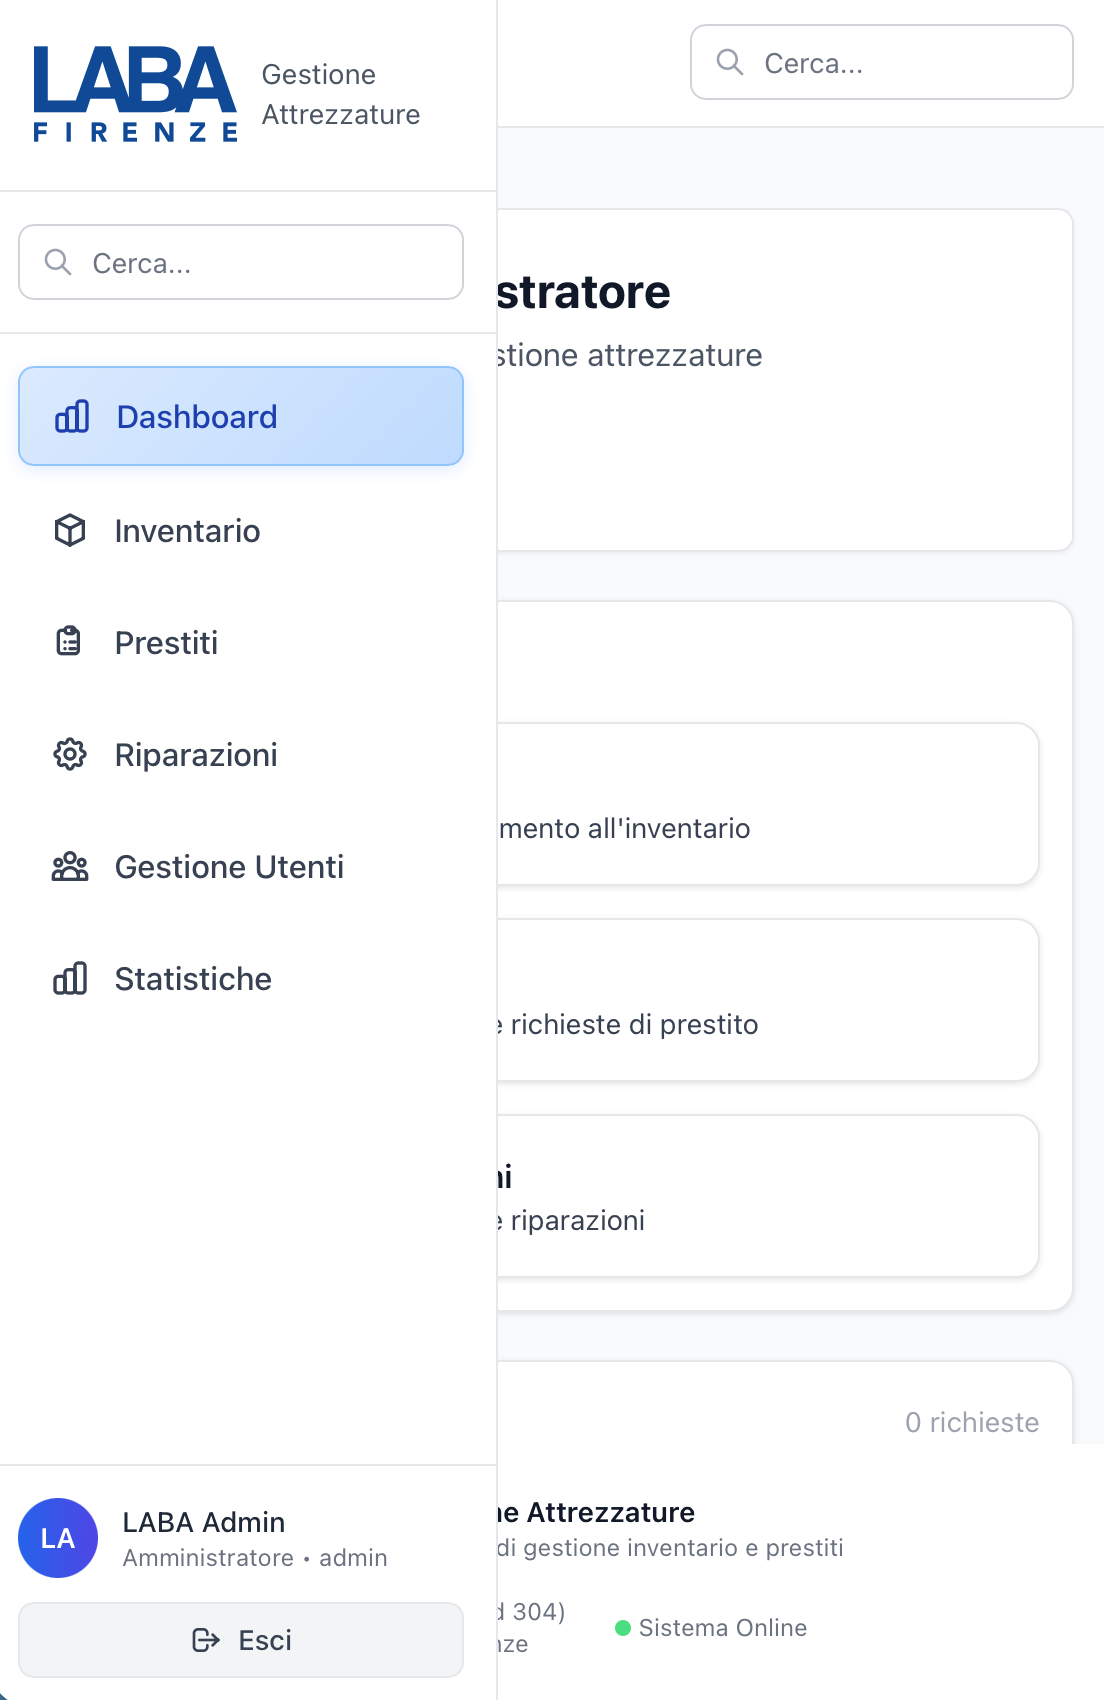 LABA
FIRENZE
Gestione
Attrezzature
Cerca...
Cerca...
Dashboard
Inventario
Prestiti
Riparazioni
Gestione Utenti
Statistiche
LABA Admin
LA
Amministratore • admin
Esci
stratore
stione attrezzature
mento all'inventario
e richieste di prestito
ni
e riparazioni
0 richieste
ne Attrezzature
di gestione inventario e prestiti
d 304)
nze
Sistema Online